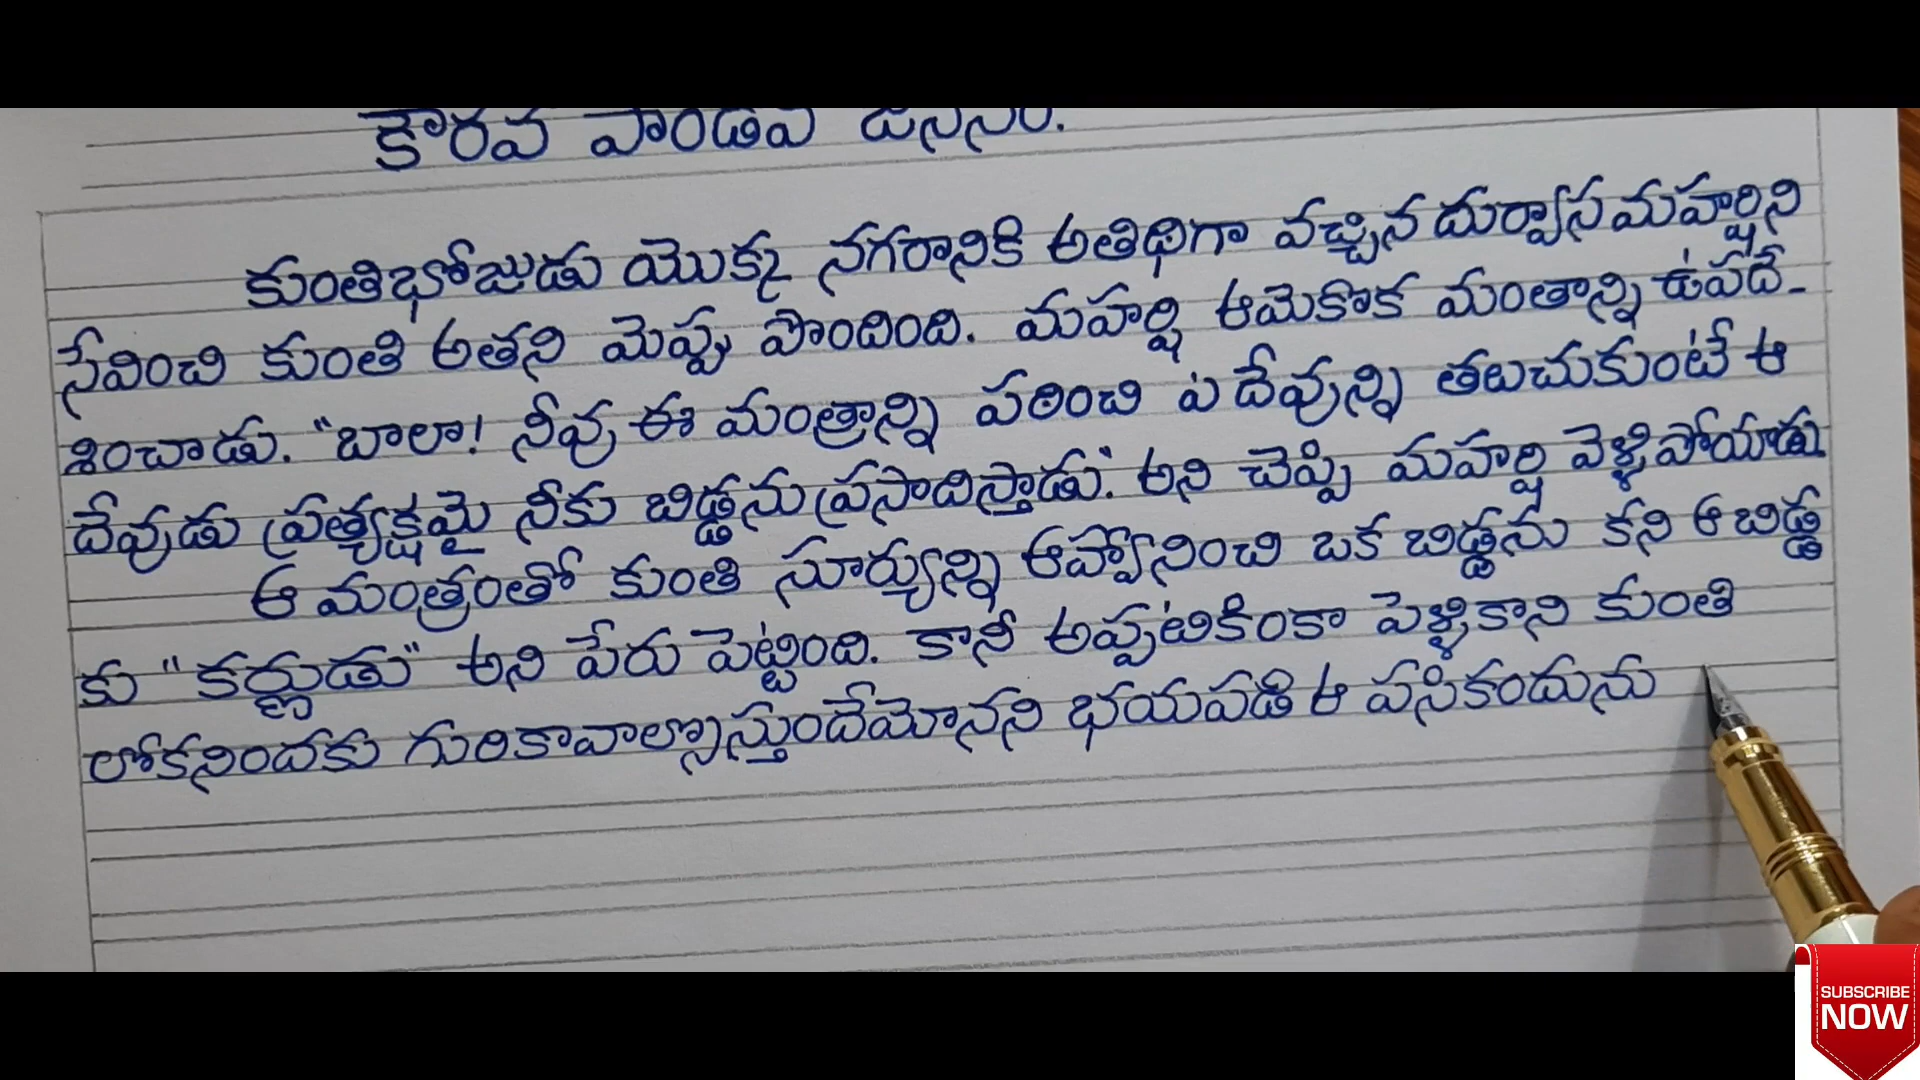 కౌరవ పాండవ జననం.
కుంతిభోజుడు యొక్క నగరానికి అతిథిగా వచ్చిన దుర్వాస మహర్షిని
సేవించి కుంతి అతని మెప్పు పొందింది. మహర్షి ఆమెకొక మంతాన్ని ఉపదే-
శించాడు. "బాలా! నీవు ఈ మంత్రాన్ని పఠించి ఏ దేవున్ని తలచుకుంటే ఆ
దేవుడు ప్రత్యక్షమై నీకు బిడ్డను ప్రసాదిస్తాడు." అని చెప్పి మహర్షి వెళ్ళిపోయాడు
ఆ మంత్రంతో కుంతి సూర్యున్ని ఆహ్వానించి ఒక బిడ్డను కని ఆ బిడ్డ
కు "కర్ణుడు" అని పేరు పెట్టింది. కానీ అప్పటికింకా పెళ్ళికాని కుంతి
లోకనిందకు గురికావాల్సొస్తుందేమోనని భయపడి ఆ పసికందును
SUBSCRIBE
NOW